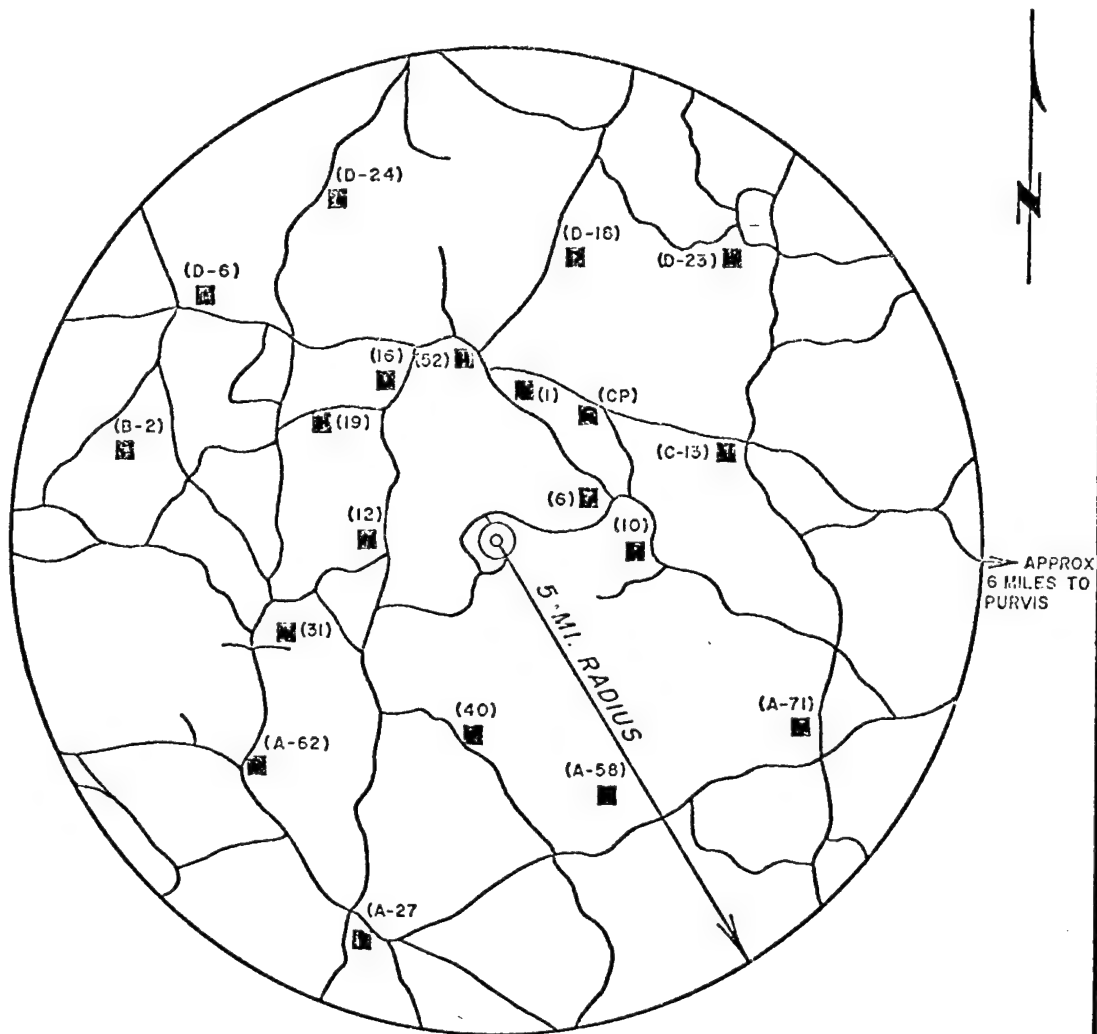 N
(D-24)
(D-18)
(D-23)
(D-6)
(16)
(52)
(1)
(CP)
(B-2)
(19)
(C-13)
(6)
(12)
(10)
APPROX
6 MILES TO
PURVIS
5 MI. RADIUS
(31)
(40)
(A-71)
(A-62)
(A-58)
(A-27